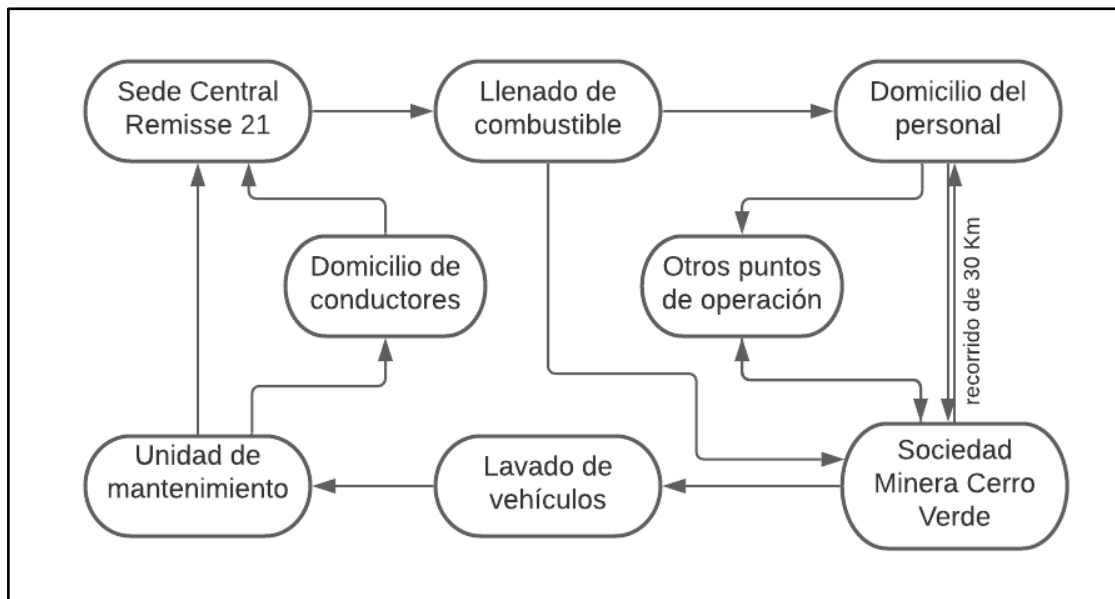 Sede Central
Remisse 21
Llenado de
combustible
Domicilio del
personal
Domicilio de
conductores
Otros puntos
de operación
recorrido de 30 Km
Unidad de
mantenimiento
Lavado de
vehículos
Sociedad
Minera Cerro
Verde